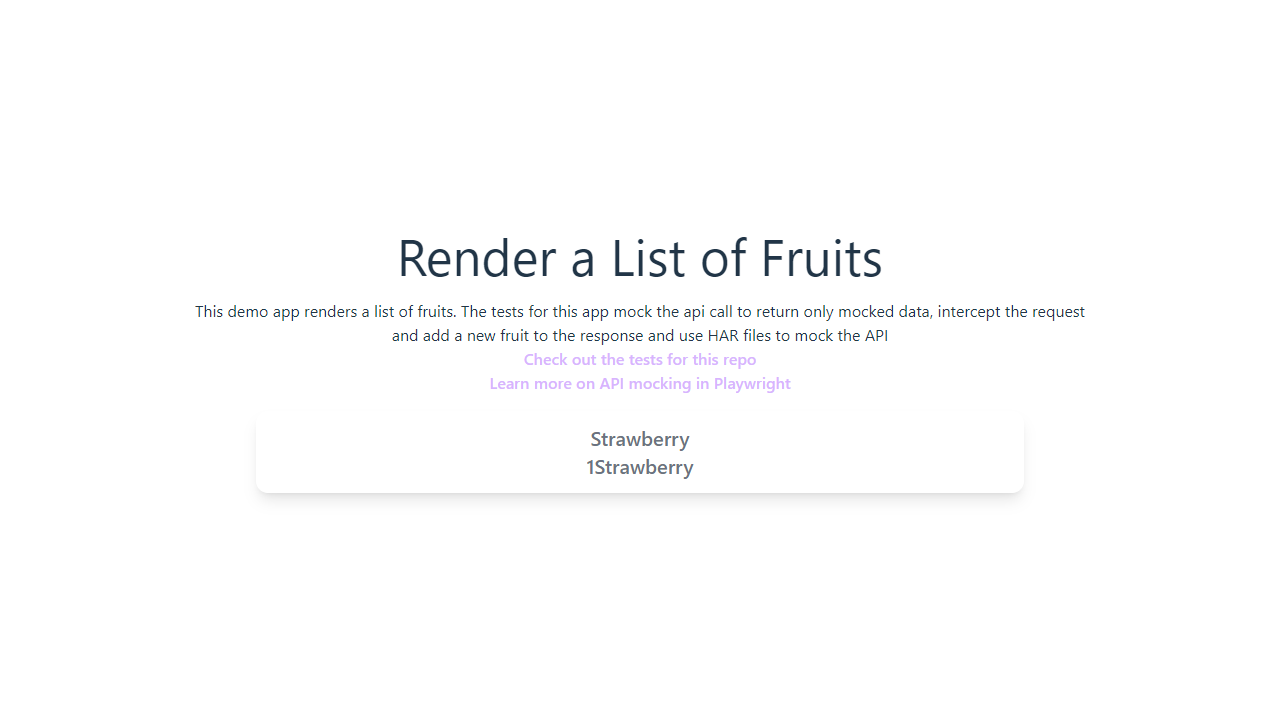 Render a List of Fruits
This demo app renders a list of fruits. The tests for this app mock the api call to return only mocked data, intercept the request
and add a new fruit to the response and use HAR files to mock the API
Check out the tests for this repo
Learn more on API mocking in Playwright
Strawberry
1Strawberry